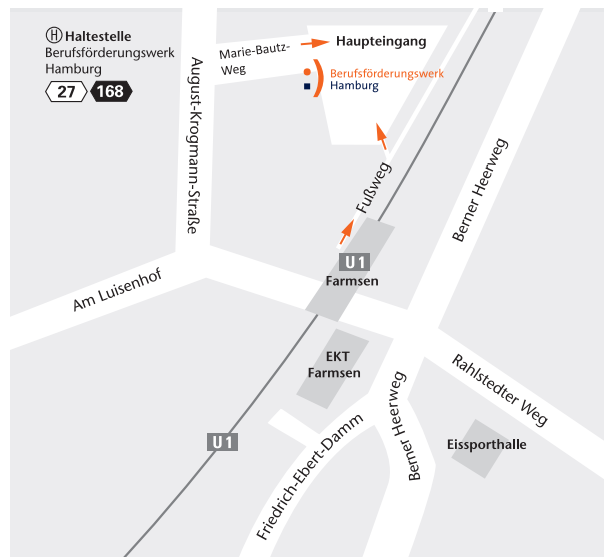 H Haltestelle
Berufsförderungswerk
Hamburg
27 168
Marie-Bautz-
Weg
Haupteingang
Berufsförderungswerk
Hamburg
August-Krogmann-Straße
Fußweg
Berner Heerweg
U1
Farmsen
Am Luisenhof
EKT
Farmsen
Rahlstedter Weg
Berner Heerweg
Eissporthalle
U1
Friedrich-Ebert-Damm